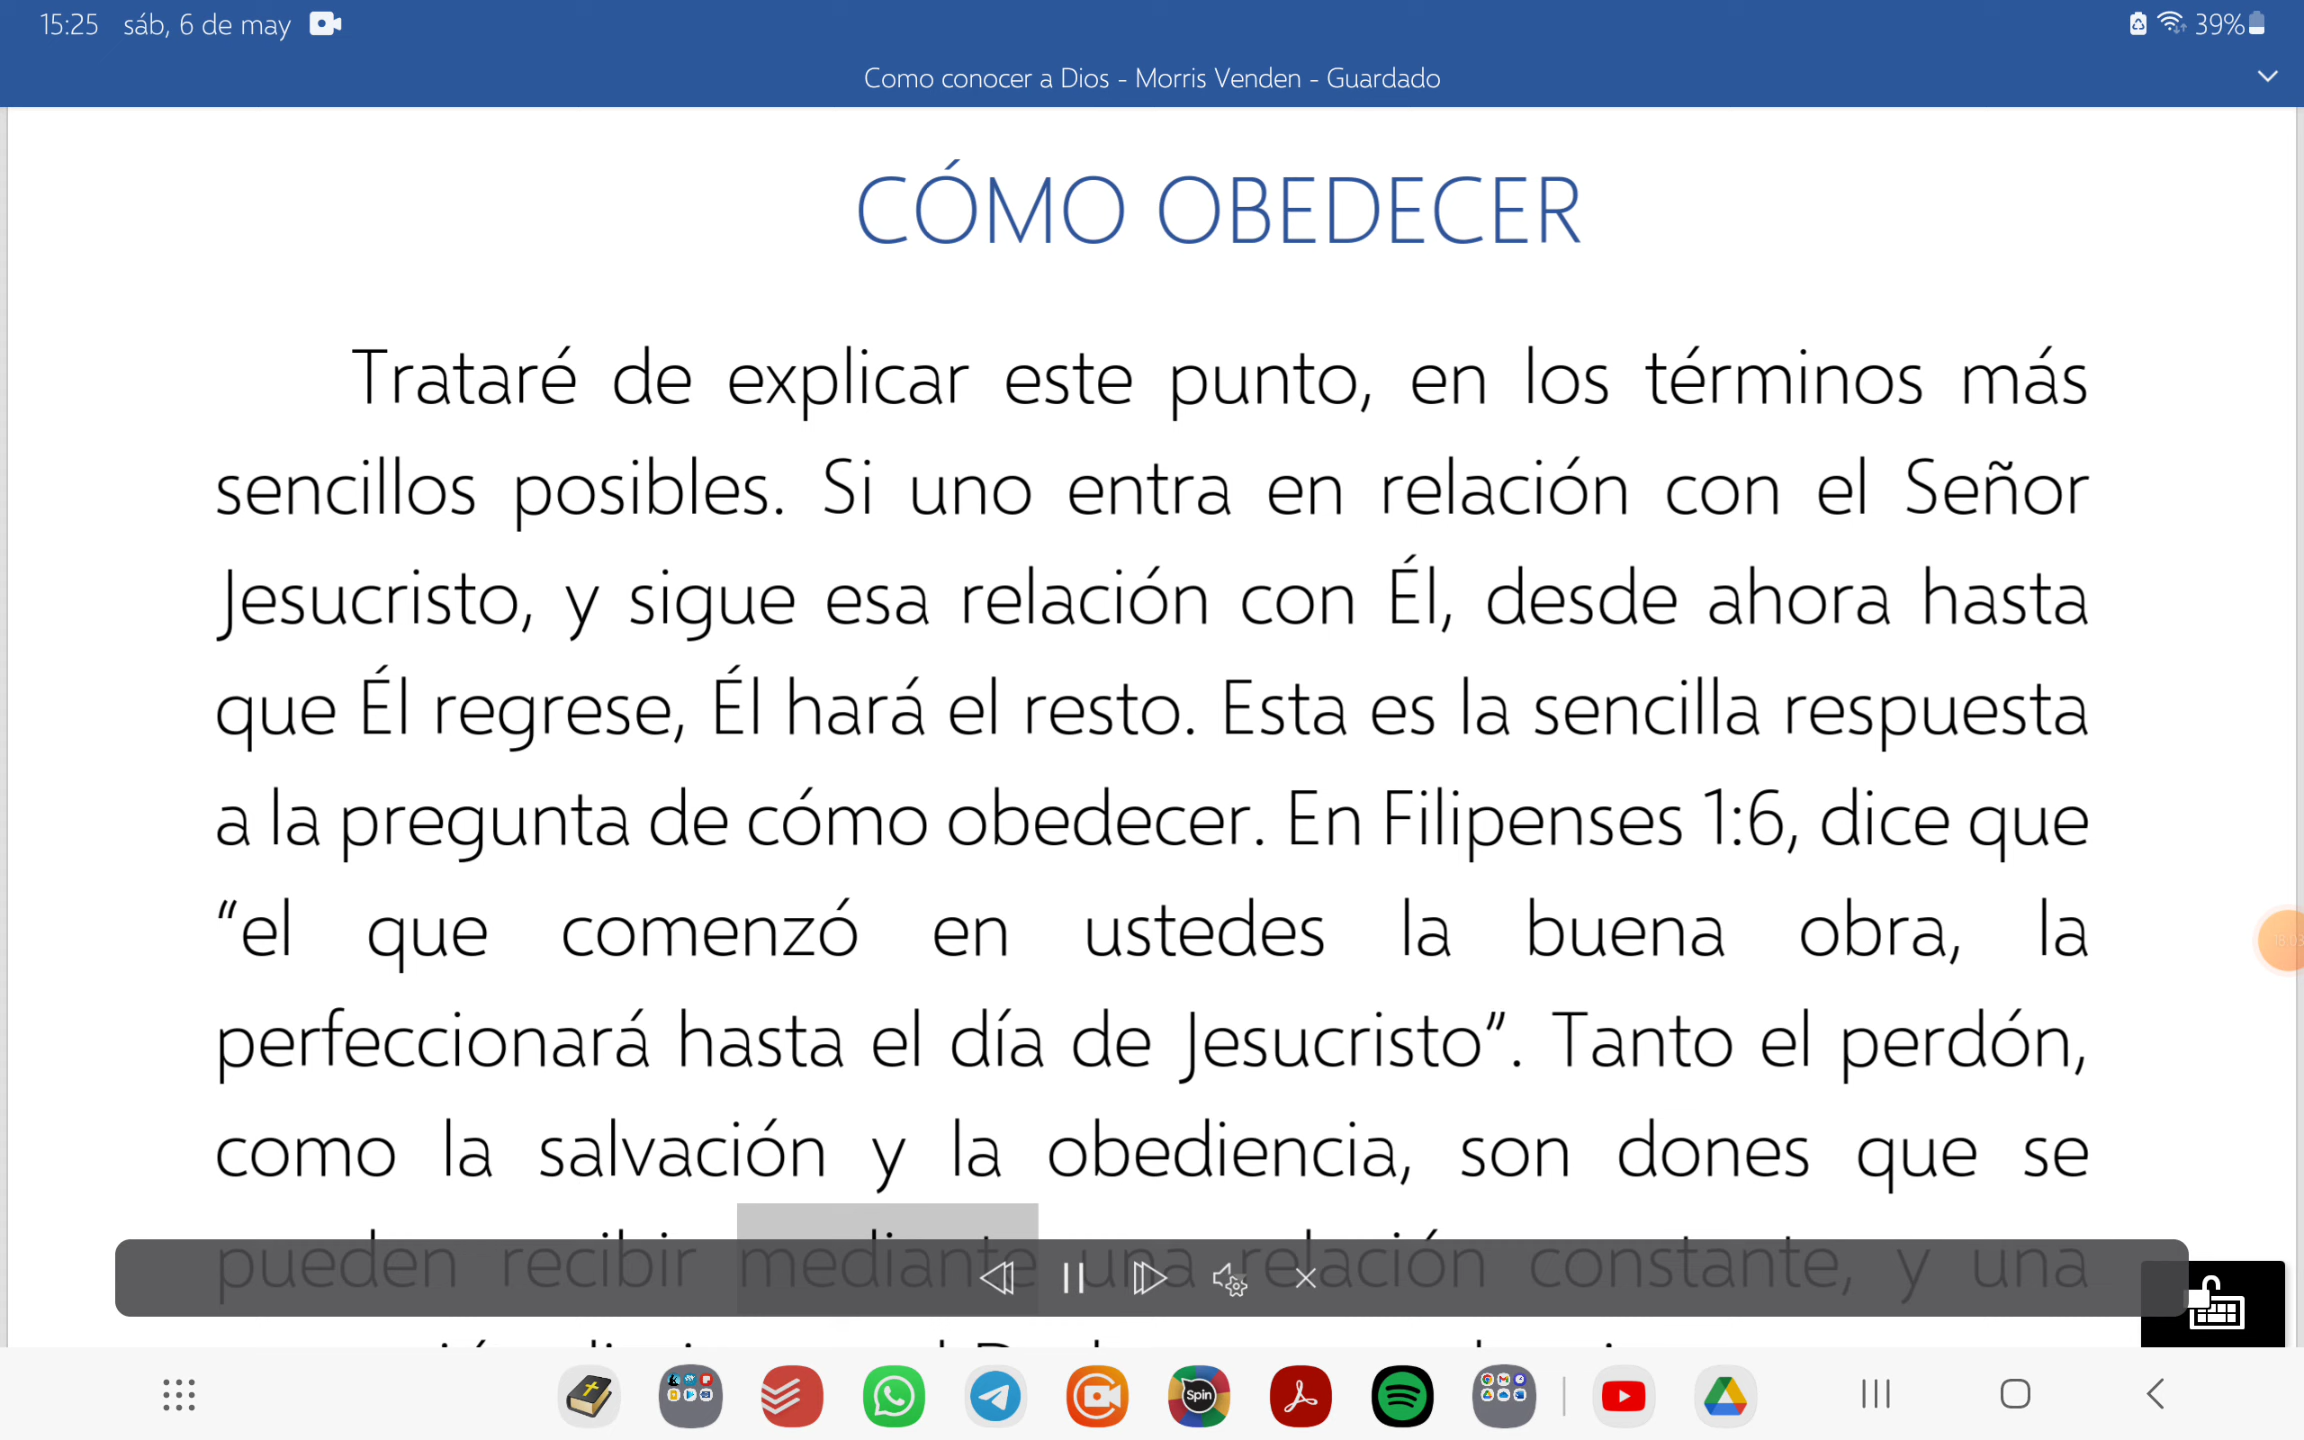 15:25 sáb, 6 de may
39%
Como conocer a Dios - Morris Venden - Guardado
CÓMO OBEDECER
Trataré de explicar este punto, en los términos más
sencillos posibles. Si uno entra en relación con el Señor
Jesucristo, y sigue esa relación con Él, desde ahora hasta
que Él regrese, Él hará el resto. Esta es la sencilla respuesta
a la pregunta de cómo obedecer. En Filipenses 1:6, dice que
“el que comenzó en ustedes la buena obra, la
perfeccionará hasta el día de Jesucristo”. Tanto el perdón,
como la salvación y la obediencia, son dones que se
pueden recibir mediante una relación constante, y una
Spin